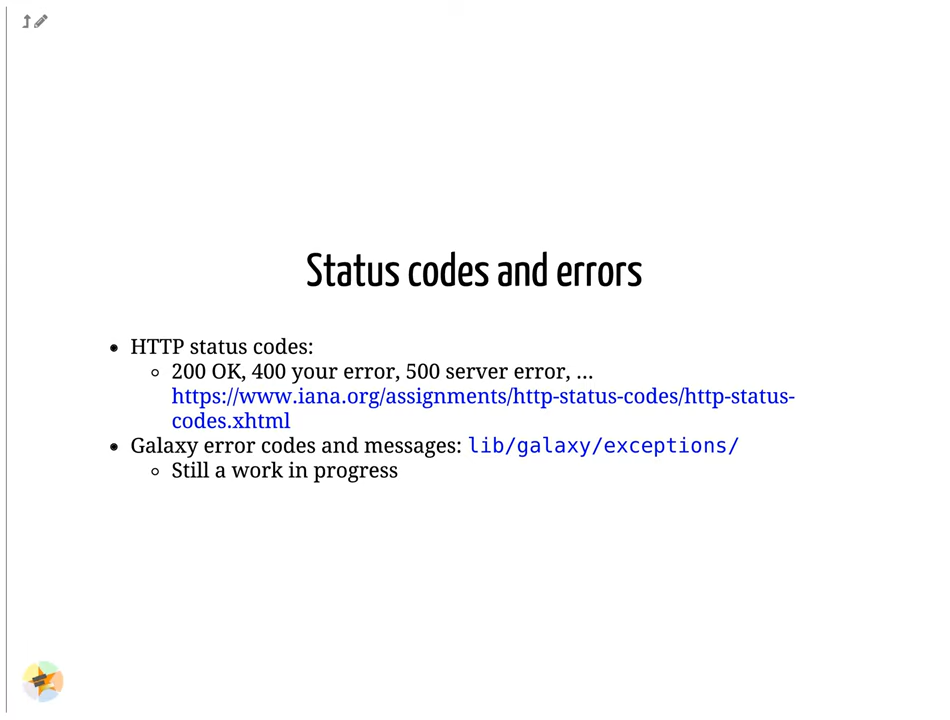 Status codes and errors
HTTP status codes:
200 OK, 400 your error, 500 server error, ...
https://www.iana.org/assignments/http-status-codes/http-status-
codes.xhtml
Galaxy error codes and messages: lib/galaxy/exceptions/
Still a work in progress